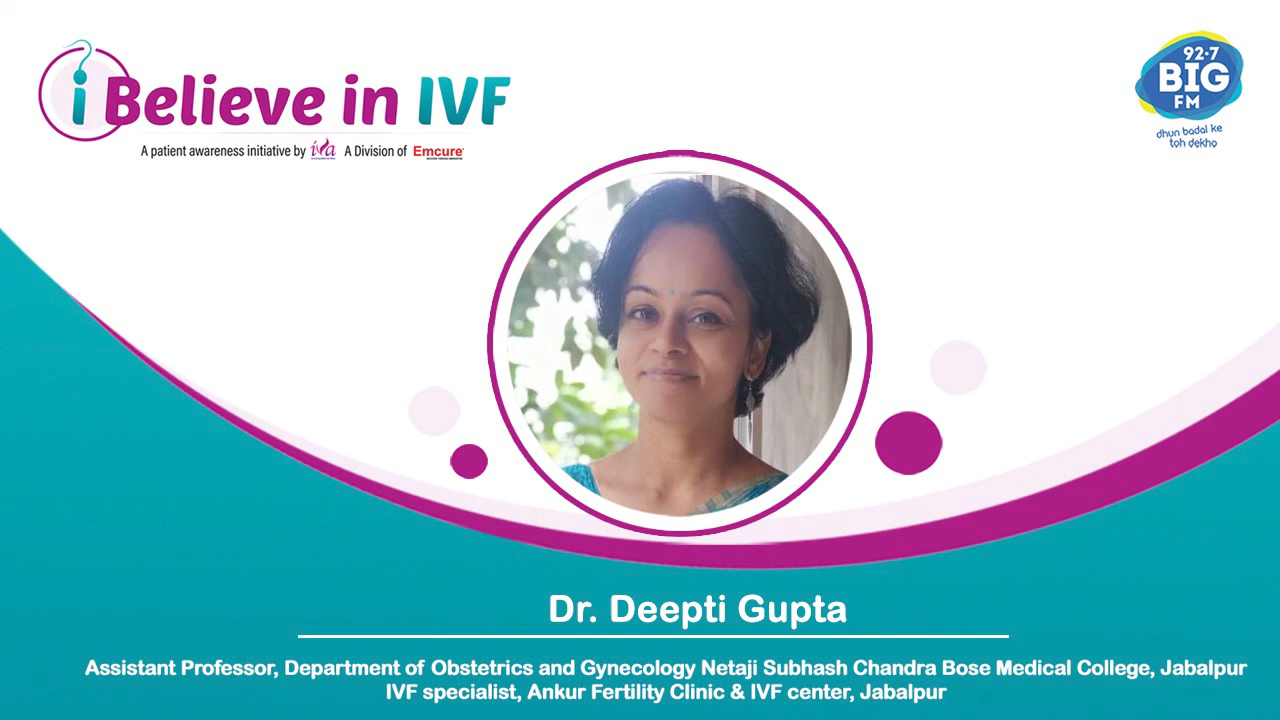 i Believe in IVF
A patient awareness initiative by iva A Division of Emcure
92.7
BIG
FM
dhun badal ke
toh dekho
Dr. Deepti Gupta
Assistant Professor, Department of Obstetrics and Gynecology Netaji Subhash Chandra Bose Medical College, Jabalpur
IVF specialist, Ankur Fertility Clinic & IVF center, Jabalpur